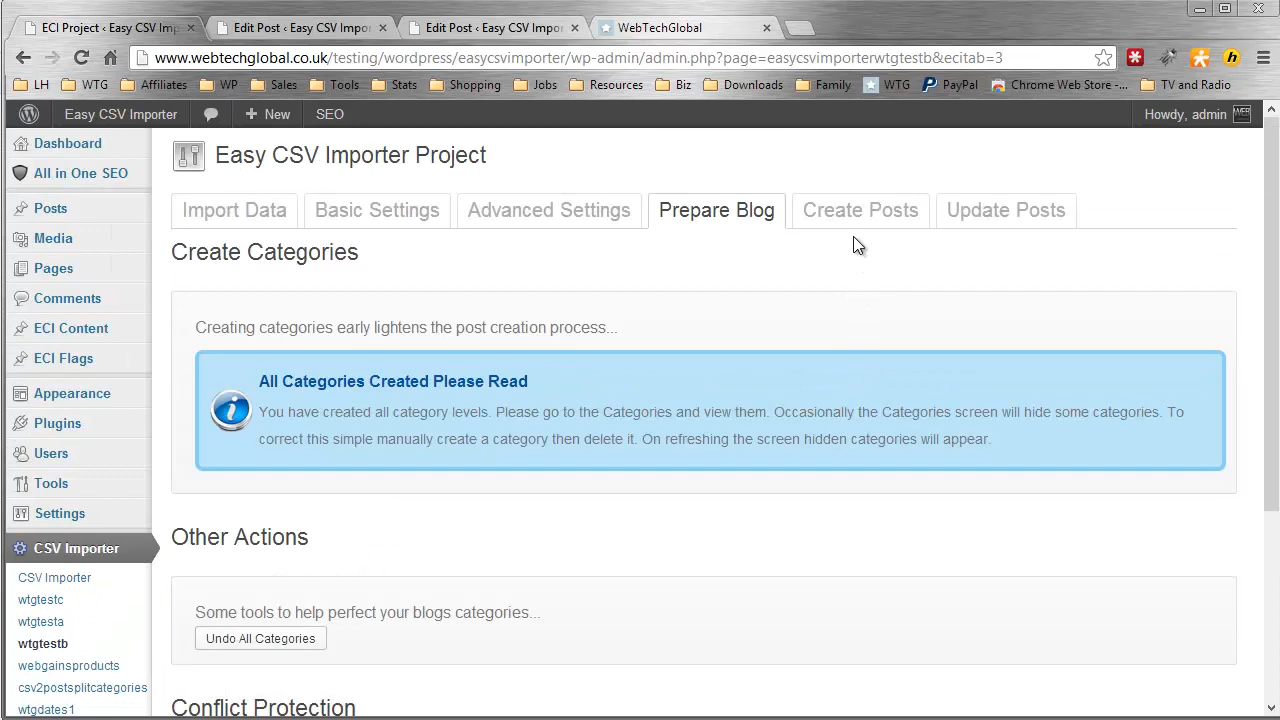 ECI Project ‹ Easy CSV Imp
Edit Post ‹ Easy CSV Importer
Edit Post ‹ Easy CSV Importer
WebTechGlobal
www.webtechglobal.co.uk/testing/wordpress/easycsvimporter/wp-admin/admin.php?page=easycsvimporterwtgtestb&ecitab=3
LH
WTG
Affiliates
WP
Sales
Tools
Stats
Shopping
Jobs
Resources
Biz
Downloads
Family
WTG
PayPal
Chrome Web Store - ...
TV and Radio
Easy CSV Importer
+ New
SEO
Howdy, admin
Dashboard
All in One SEO
Posts
Media
Pages
Comments
ECI Content
ECI Flags
Appearance
Plugins
Users
Tools
Settings
CSV Importer
CSV Importer
wtgtestc
wtgtesta
wtgtestb
webgainsproducts
csv2postsplitcategories
wtgdates1
Easy CSV Importer Project
Import Data
Basic Settings
Advanced Settings
Prepare Blog
Create Posts
Update Posts
Create Categories
Creating categories early lightens the post creation process...
All Categories Created Please Read
You have created all category levels. Please go to the Categories and view them. Occasionally the Categories screen will hide some categories. To
correct this simple manually create a category then delete it. On refreshing the screen hidden categories will appear.
Other Actions
Some tools to help perfect your blogs categories...
Undo All Categories
Conflict Protection